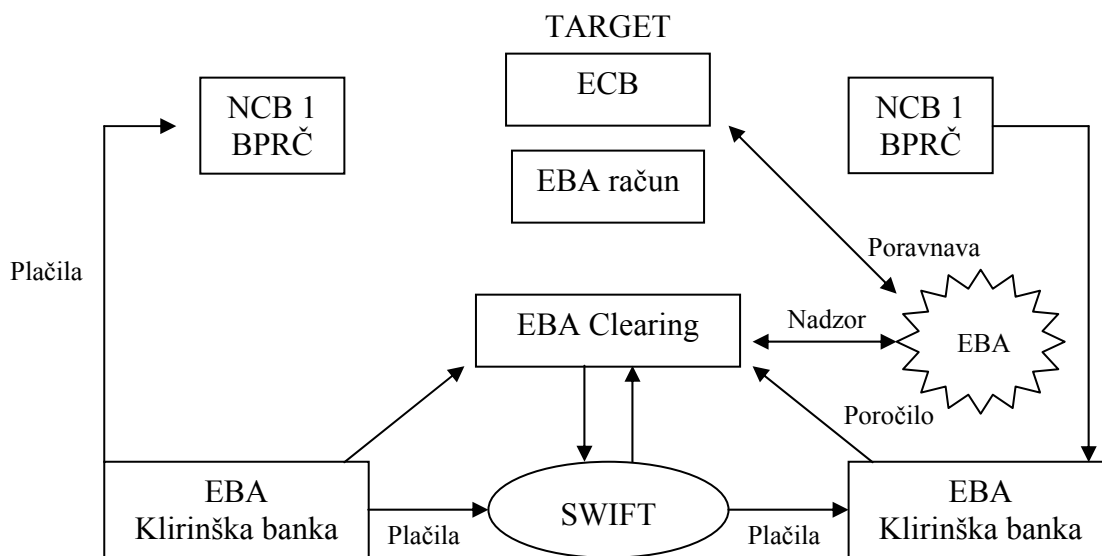 TARGET
ECB
NCB 1
BPRČ
NCB 1
BPRČ
EBA račun
Poravnava
Plačila
EBA Clearing
Nadzor
EBA
Poročilo
EBA
Klirinška banka
Plačila
SWIFT
Plačila
EBA
Klirinška banka